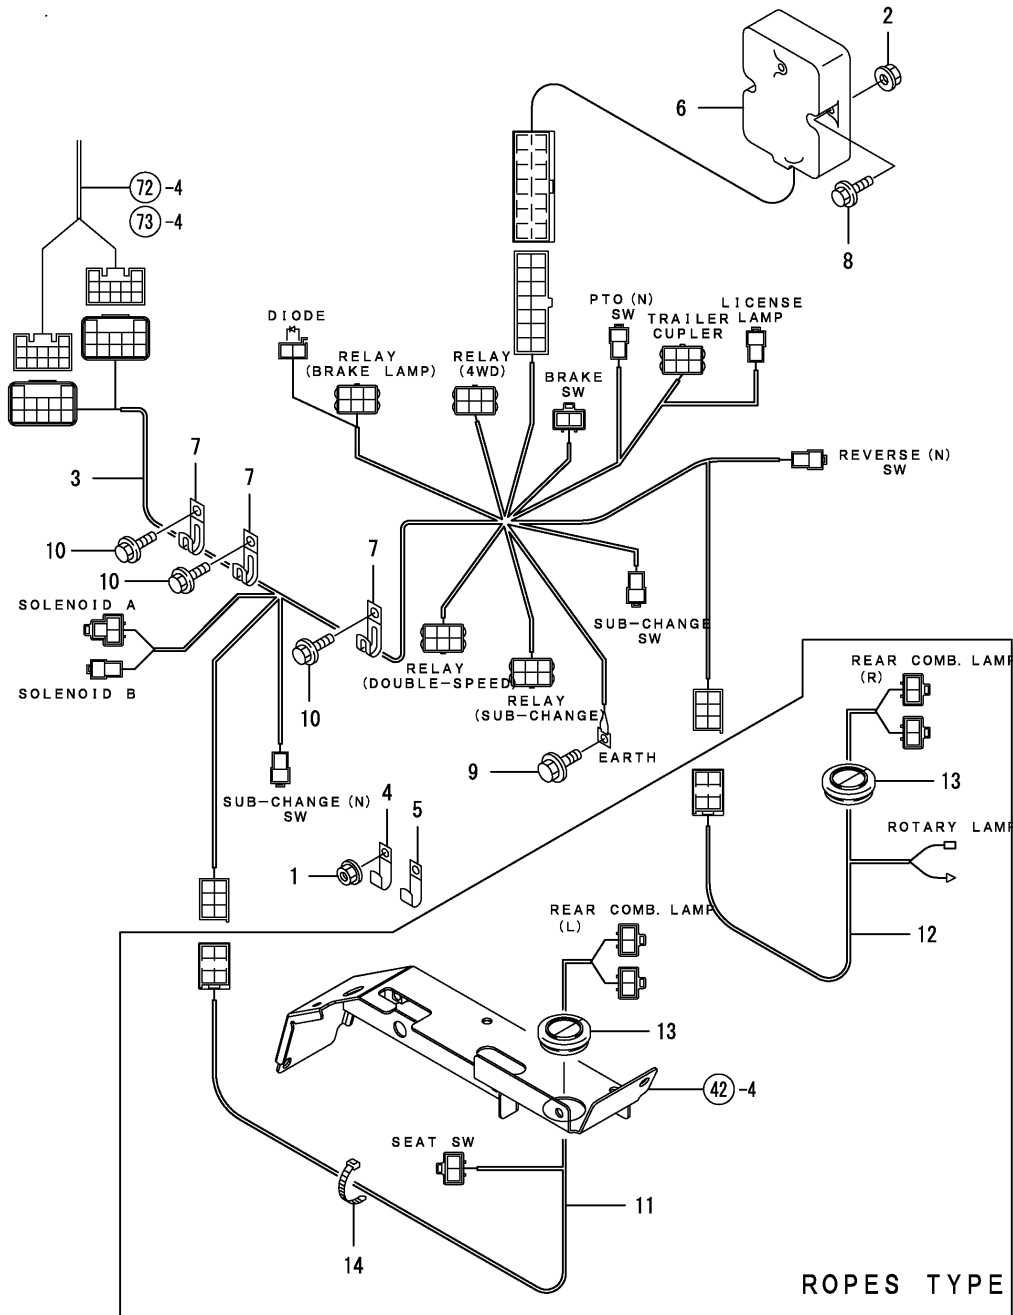 2
6
72 -4
73 -4
8
DIODE
PTO (N)
SW
LICENSE
LAMP
TRAILER
CUPLER
RELAY
(BRAKE LAMP)
RELAY
(4WD)
BRAKE
SW
7
7
3
REVERSE (N)
SW
10
10
7
SOLENOID A
SOLENOID B
SUB-CHANGE
SW
RELAY
(DOUBLE-SPEED)
RELAY
(SUB-CHANGE)
10
REAR COMB. LAMP
(R)
9
EARTH
13
SUB-CHANGE (N)
SW
4
5
1
ROTARY LAMP
REAR COMB. LAMP
(L)
12
13
42 -4
SEAT SW
11
14
ROPES TYPE